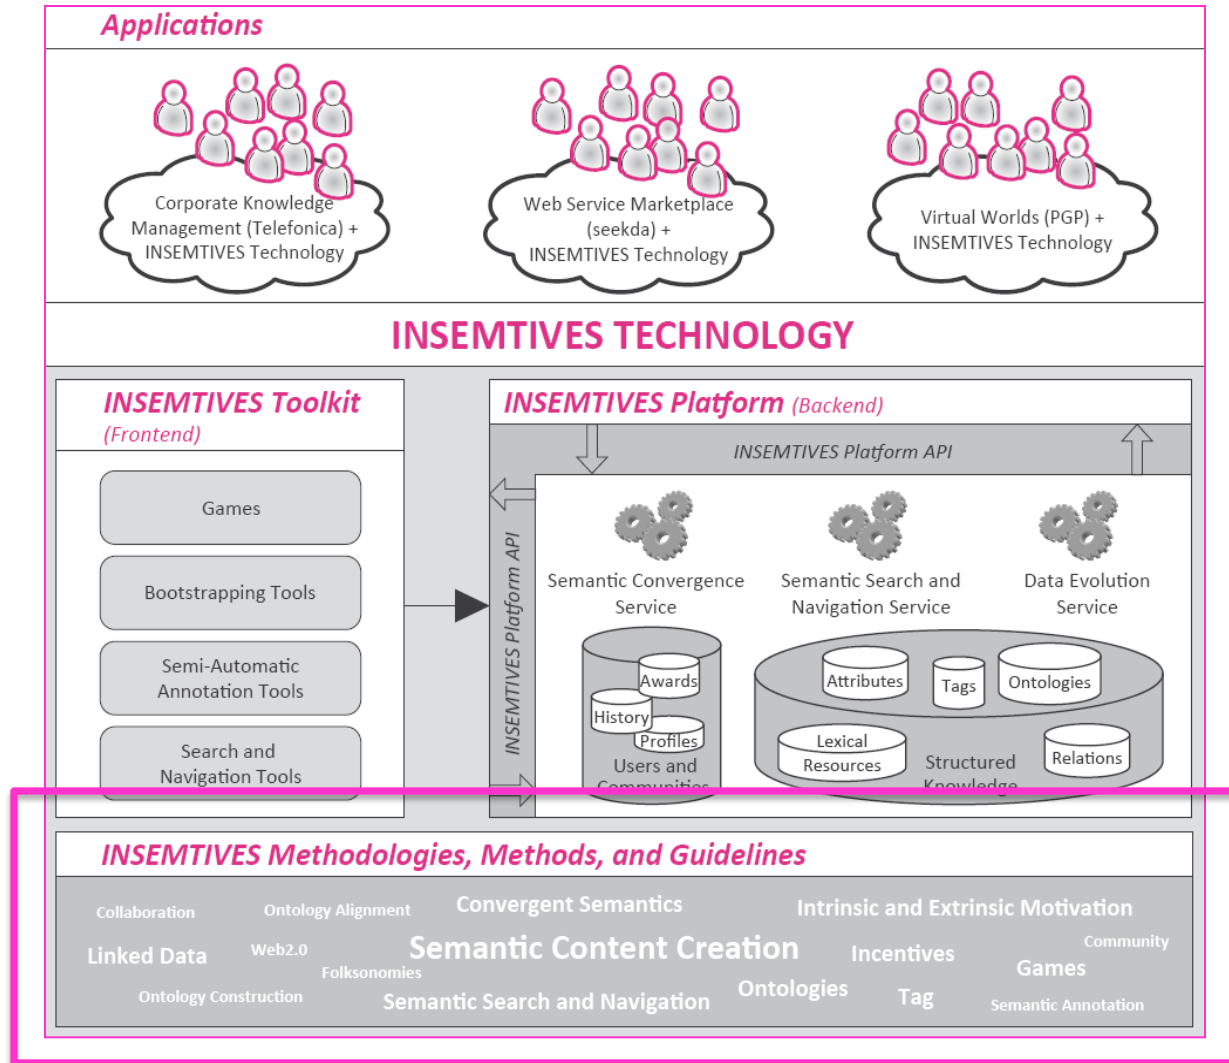 Applications
Corporate Knowledge
Management (Telefonica) +
INSEMTIVES Technology
Web Service Marketplace
(seekda) +
INSEMTIVES Technology
Virtual Worlds (PGP) +
INSEMTIVES Technology
INSEMTIVES TECHNOLOGY
INSEMTIVES Toolkit
(Frontend)
Games
Bootstrapping Tools
Semi-Automatic
Annotation Tools
Search and
Navigation Tools
INSEMTIVES Platform (Backend)
INSEMTIVES Platform API
INSEMTIVES Platform API
Semantic Convergence
Service
Semantic Search and
Navigation Service
Data Evolution
Service
Awards
History
Profiles
Users and
Communities
Attributes
Tags
Ontologies
Lexical
Resources
Structured
Knowledge
Relations
INSEMTIVES Methodologies, Methods, and Guidelines
Collaboration
Ontology Alignment
Convergent Semantics
Intrinsic and Extrinsic Motivation
Linked Data
Web2.0
Semantic Content Creation
Incentives
Community
Folksonomies
Games
Ontology Construction
Semantic Search and Navigation
Ontologies
Tag
Semantic Annotation